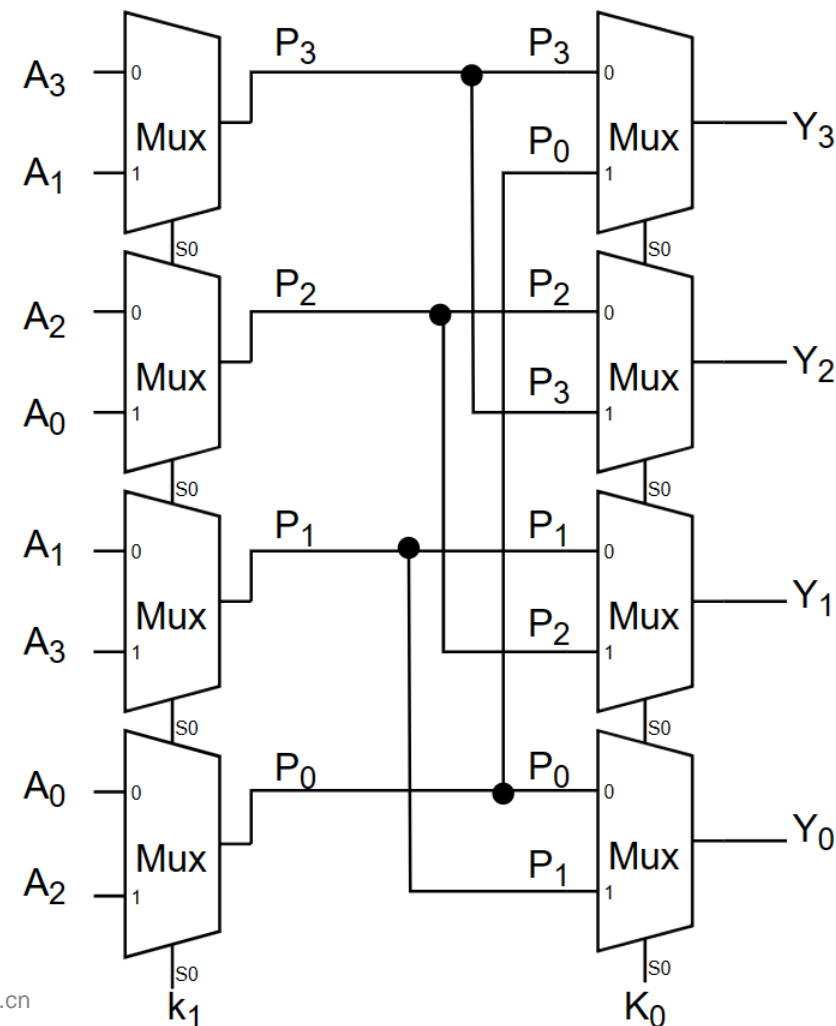 P3 P3
A3 0 0
Mux P0 Mux Y3
A1 1 1
S0 S0
P2 P2
A2 0 0
Mux P3 Mux Y2
A0 1 1
S0 S0
P1 P1
A1 0 0
Mux P2 Mux Y1
A3 1 1
S0 S0
P0 P0
A0 0 0
Mux P1 Mux Y0
A2 1 1
S0 S0
.cn k1 K0